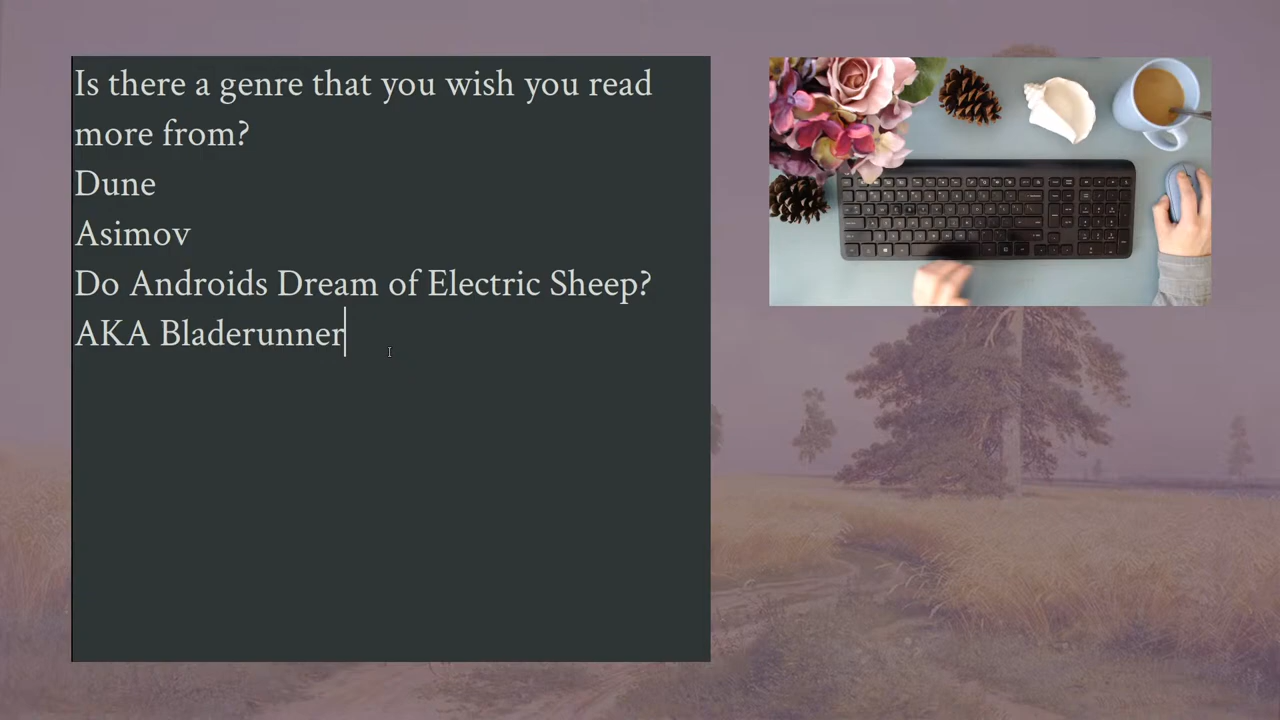 Is there a genre that you wish you read
more from?
Dune
Asimov
Do Androids Dream of Electric Sheep?
AKA Bladerunner